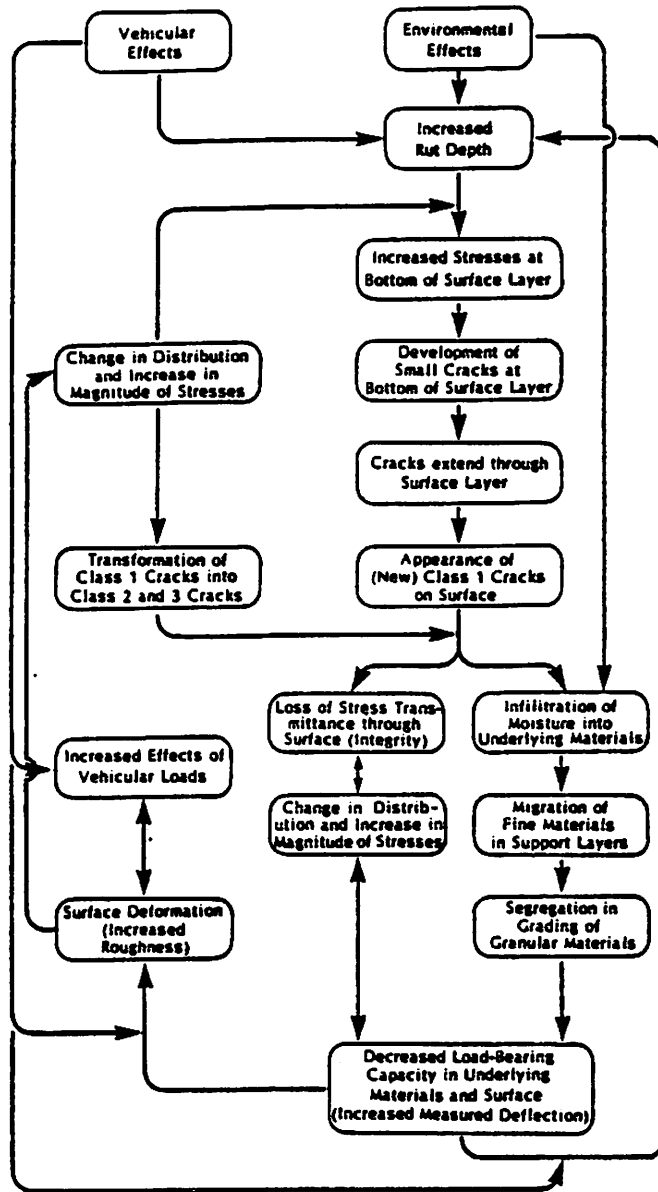 Vehicular
Effects
Environmental
Effects
Increased
Rut Depth
Increased Stresses at
Bottom of Surface Layer
Change in Distribution
and Increase in
Magnitude of Stresses
Development of
Small Cracks at
Bottom of Surface Layer
Cracks extend through
Surface Layer
Transformation of
Class 1 Cracks into
Class 2 and 3 Cracks
Appearance of
(New) Class 1 Cracks
on Surface
Loss of Stress Trans-
mittance through
Surface (Integrity)
Infilitration of
Moisture into
Underlying Materials
Increased Effects of
Vehicular Loads
Change in Distrib-
ution and Increase in
Magnitude of Stresses
Migration of
Fine Materials
in Support Layers
Surface Deformation
(Increased
Roughness)
Segregation in
Grading of
Granular Materials
Decreased Load-Bearing
Capacity in Underlying
Materials and Surface
(Increased Measured Deflection)